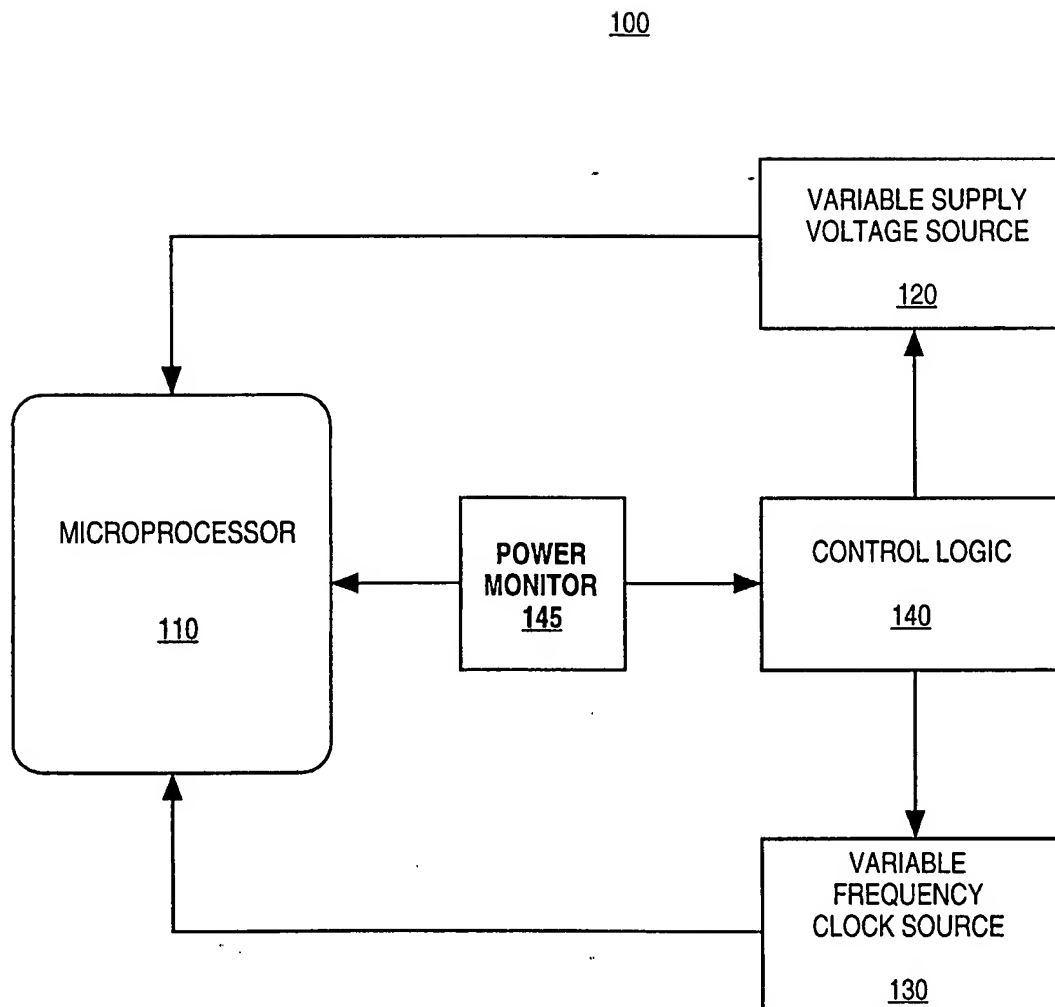 100
VARIABLE SUPPLY
VOLTAGE SOURCE
120
MICROPROCESSOR
110
POWER
MONITOR
145
CONTROL LOGIC
140
VARIABLE
FREQUENCY
CLOCK SOURCE
130